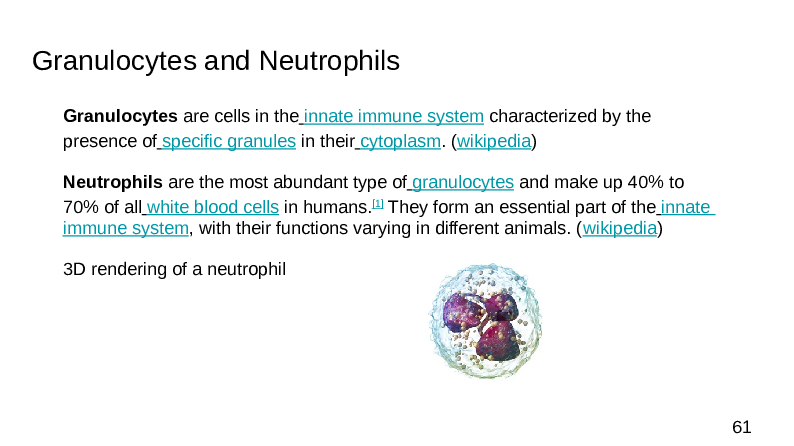 Granulocytes and Neutrophils
Granulocytes are cells in the innate immune system characterized by the
presence of specific granules in their cytoplasm. (wikipedia)
Neutrophils are the most abundant type of granulocytes and make up 40% to
70% of all white blood cells in humans.[1] They form an essential part of the innate
immune system, with their functions varying in different animals. (wikipedia)
3D rendering of a neutrophil
61